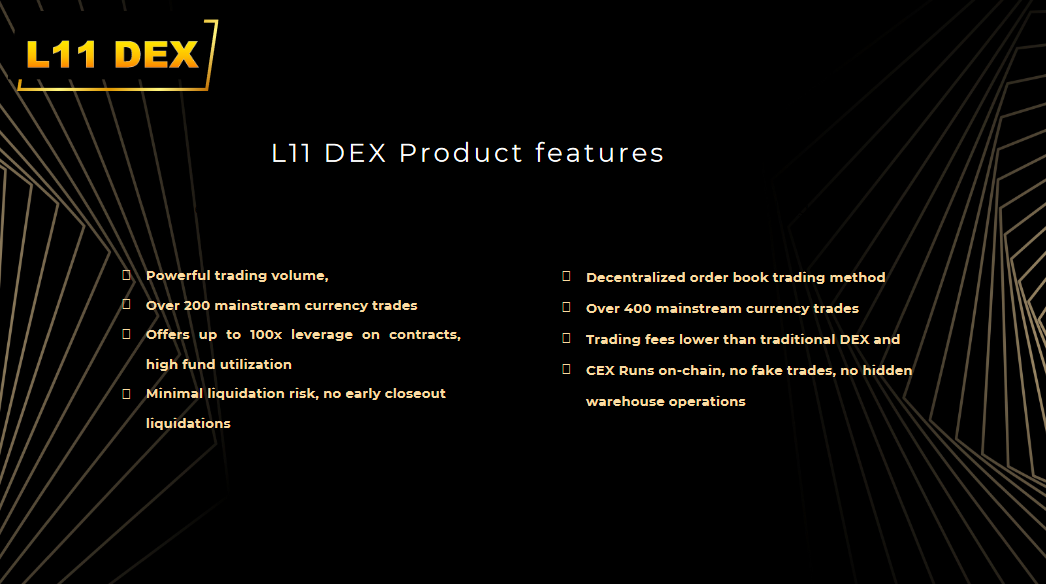 L11 DEX
L11 DEX Product features
Powerful trading volume,
Over 200 mainstream currency trades
Offers up to 100x leverage on contracts,
high fund utilization
Minimal liquidation risk, no early closeout
liquidations
Decentralized order book trading method
Over 400 mainstream currency trades
Trading fees lower than traditional DEX and
CEX Runs on-chain, no fake trades, no hidden
warehouse operations